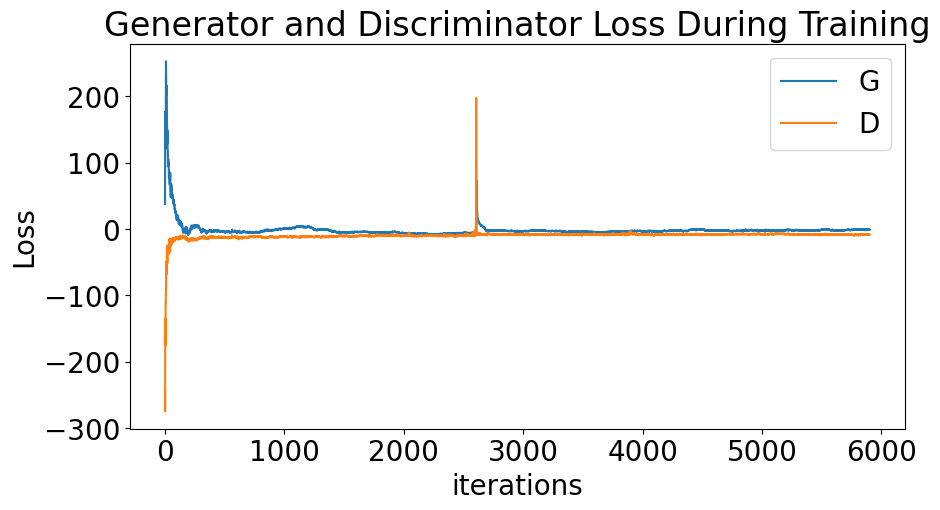 Generator and Discriminator Loss During Training
G
D
Loss
200
100
0
−100
−200
−300
0 1000 2000 3000 4000 5000 6000
iterations